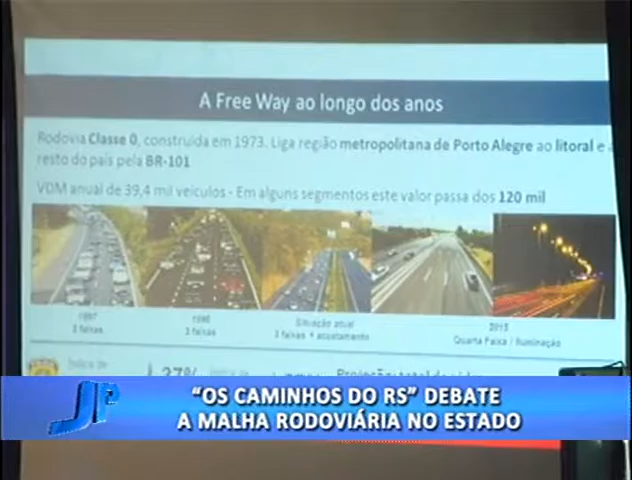 A Free Way ao longo dos anos
Rodovia Classe 0, construída em 1973. Liga região metropolitana de Porto Alegre ao litoral e a
resto do país pela BR-101
VDM anual de 39,4 mil veículos - Em alguns segmentos este valor passa dos 120 mil
1997
3 faixas
1998
3 faixas
Situação atual
3 faixas + acostamento
2015
Quarta Faixa / Iluminação
37%
JP
"OS CAMINHOS DO RS" DEBATE
A MALHA RODOVIÁRIA NO ESTADO